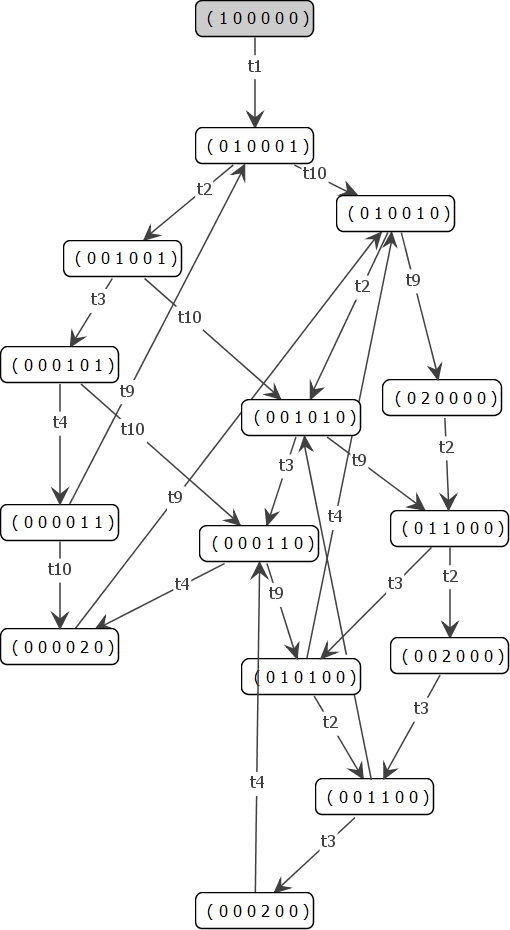 ( 1 0 0 0 0 0 )
t1
( 0 1 0 0 0 1 )
t10
t2
( 0 1 0 0 1 0 )
( 0 0 1 0 0 1 )
t9
t2
t3
t10
( 0 0 0 1 0 1 )
t9
( 0 2 0 0 0 0 )
t4
( 0 0 1 0 1 0 )
t10
t2
t9
t3
t9
t4
( 0 0 0 0 1 1 )
( 0 1 1 0 0 0 )
( 0 0 0 1 1 0 )
t10
t2
t3
t4
t9
( 0 0 0 0 2 0 )
( 0 0 2 0 0 0 )
( 0 1 0 1 0 0 )
t3
t2
t4
( 0 0 1 1 0 0 )
t3
( 0 0 0 2 0 0 )